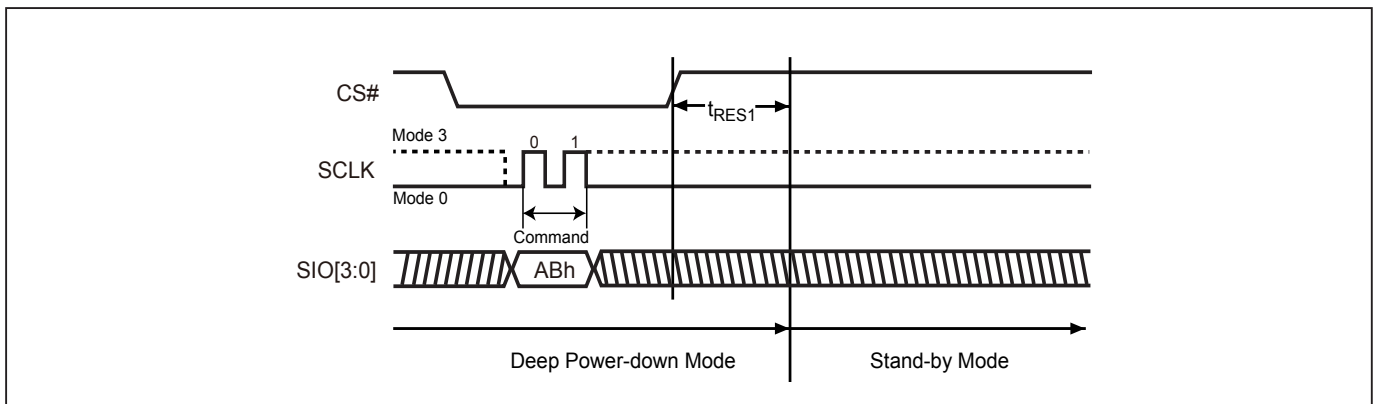 CS#
tRES1
Mode 3
0 1
SCLK
Mode 0
Command
SIO[3:0]
ABh
Deep Power-down Mode
Stand-by Mode